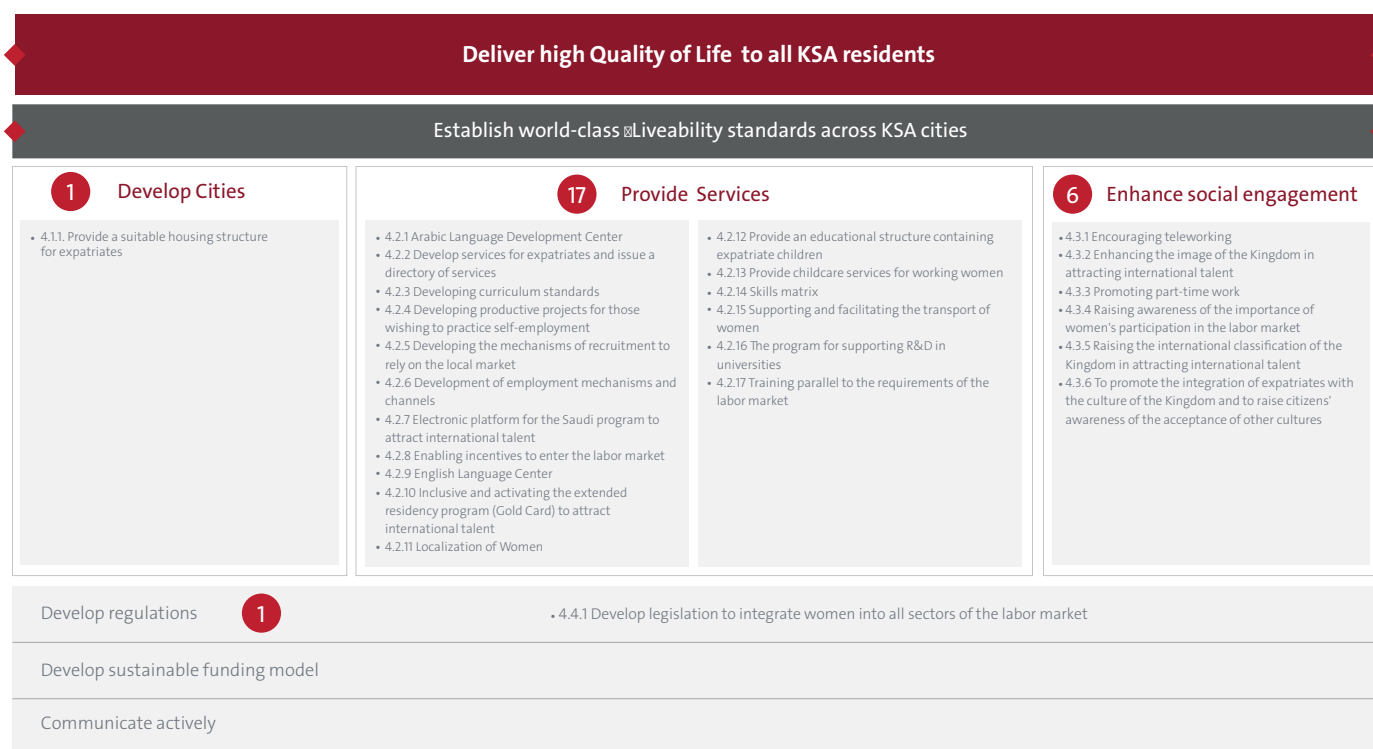 Deliver high Quality of Life to all KSA residents
Establish world-class Liveability standards across KSA cities
1
Develop Cities
• 4.1.1. Provide a suitable housing structure
for expatriates
17
Provide Services
• 4.2.1 Arabic Language Development Center
• 4.2.2 Develop services for expatriates and issue a
directory of services
• 4.2.3 Developing curriculum standards
• 4.2.4 Developing productive projects for those
wishing to practice self-employment
• 4.2.5 Developing the mechanisms of recruitment to
rely on the local market
• 4.2.6 Development of employment mechanisms and
channels
• 4.2.7 Electronic platform for the Saudi program to
attract international talent
• 4.2.8 Enabling incentives to enter the labor market
• 4.2.9 English Language Center
• 4.2.10 Inclusive and activating the extended
residency program (Gold Card) to attract
international talent
• 4.2.11 Localization of Women
• 4.2.12 Provide an educational structure containing
expatriate children
• 4.2.13 Provide childcare services for working women
• 4.2.14 Skills matrix
• 4.2.15 Supporting and facilitating the transport of
women
• 4.2.16 The program for supporting R&D in
universities
• 4.2.17 Training parallel to the requirements of the
labor market
6
Enhance social engagement
• 4.3.1 Encouraging teleworking
• 4.3.2 Enhancing the image of the Kingdom in
attracting international talent
• 4.3.3 Promoting part-time work
• 4.3.4 Raising awareness of the importance of
women's participation in the labor market
• 4.3.5 Raising the international classification of the
Kingdom in attracting international talent
• 4.3.6 To promote the integration of expatriates with
the culture of the Kingdom and to raise citizens'
awareness of the acceptance of other cultures
Develop regulations
1
• 4.4.1 Develop legislation to integrate women into all sectors of the labor market
Develop sustainable funding model
Communicate actively